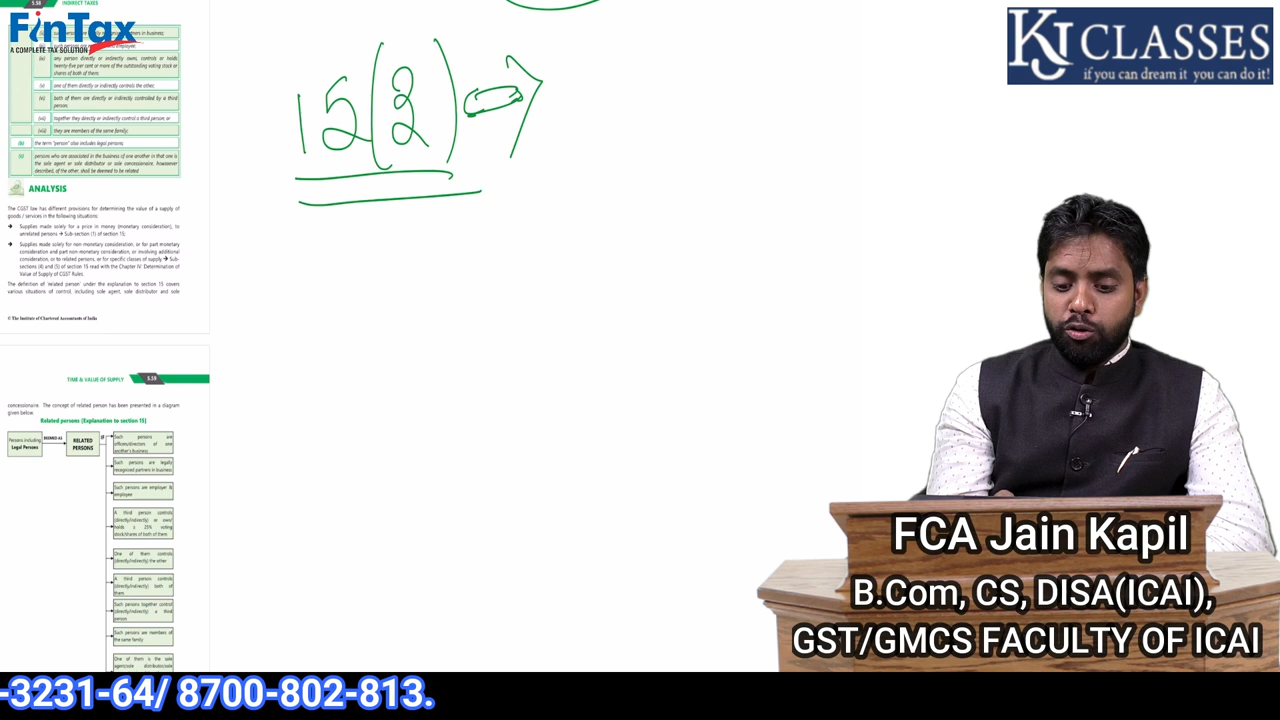 5.58 INDIRECT TAXES
FinTax
A COMPLETE TAX SOLUTION
(iv) any person directly or indirectly owns, controls or holds
twenty-five per cent or more of the outstanding voting stock or
shares of both of them;
(v) one of them directly or indirectly controls the other;
(vi) both of them are directly or indirectly controlled by a third
person;
(vii) together they directly or indirectly control a third person; or
(viii) they are members of the same family;
(b) the term "person" also includes legal persons;
(c) persons who are associated in the business of one another in that one is
the sole agent or sole distributor or sole concessionaire, howsoever
described, of the other, shall be deemed to be related
ANALYSIS
The CGST law has different provisions for determining the value of a supply of
goods / services in the following situations:
Supplies made solely for a price in money (monetary consideration), to
unrelated persons → Sub-section (1) of section 15;
Supplies made solely for non-monetary consideration, or for part monetary
consideration and part non-monetary consideration, or involving additional
consideration, or to related persons, or for specific classes of supply → Sub-
sections (4) and (5) of section 15 read with the Chapter IV: Determination of
Value of Supply of CGST Rules.
The definition of 'related person' under the explanation to section 15 covers
various situations of control, including sole agent, sole distributor and sole
© The Institute of Chartered Accountants of India
TIME & VALUE OF SUPPLY 5.59
concessionaire. The concept of related person has been presented in a diagram
given below.
Related persons [Explanation to section 15]
Persons including
Legal Persons
DEEMED AS
RELATED
PERSONS
IF
Such persons are
officers/directors of one
another's business
Such persons are legally
recognised partners in business
Such persons are employer &
employee
A third person controls
(directly/indirectly) or own/
holds ≥ 25% voting
stock/shares of both of them
One of them controls
(directly/indirectly) the other
A third person controls
(directly/indirectly) both of
them
Such persons together control
(directly/indirectly) a third
person
Such persons are members of
the same family
One of them is the sole
agent/sole distributor/sole
15(
KJ CLASSES
if you can dream it you can do it!
FCA Jain Kapil
B.Com, CS, DISA(ICAI),
GST/GMCS FACULTY OF ICAI
-3231-64/ 8700-802-813.